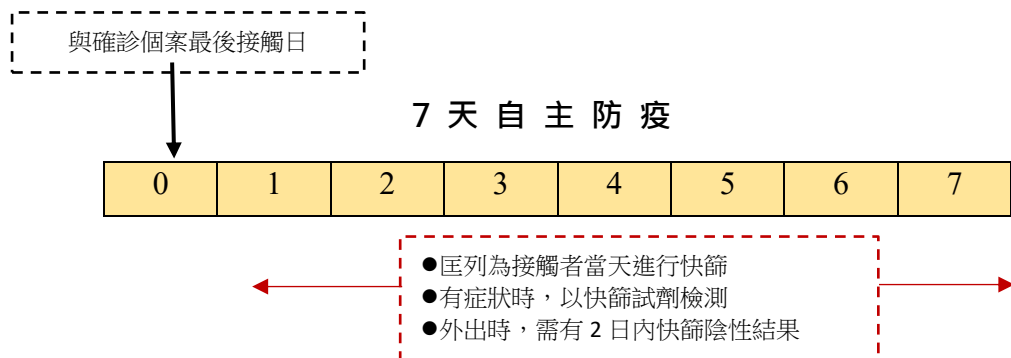 與確診個案最後接觸日
7 天 自 主 防 疫
0 1 2 3 4 5 6 7
●匡列為接觸者當天進行快篩
●有症狀時，以快篩試劑檢測
●外出時，需有 2 日內快篩陰性結果